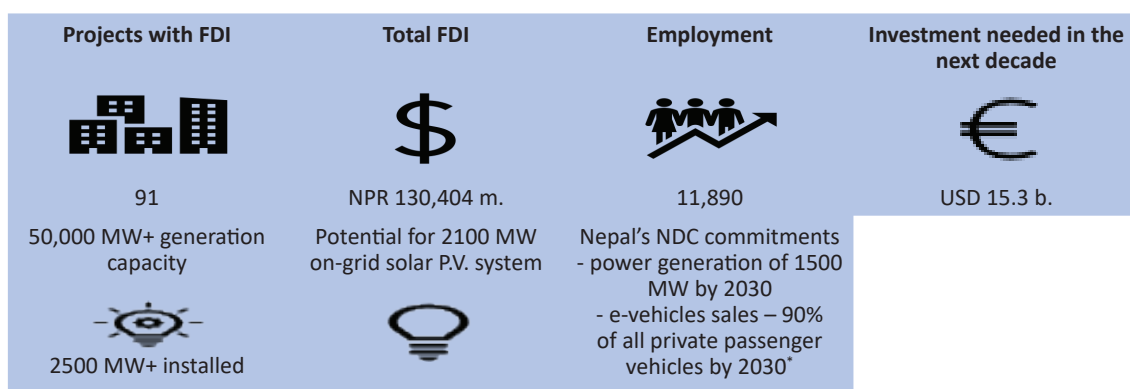 Projects with FDI
Total FDI
Employment
Investment needed in the
next decade
91
NPR 130,404 m.
11,890
USD 15.3 b.
50,000 MW+ generation
capacity
2500 MW+ installed
Potential for 2100 MW
on-grid solar P.V. system
Nepal’s NDC commitments
- power generation of 1500
MW by 2030
- e-vehicles sales – 90%
of all private passenger
vehicles by 2030*